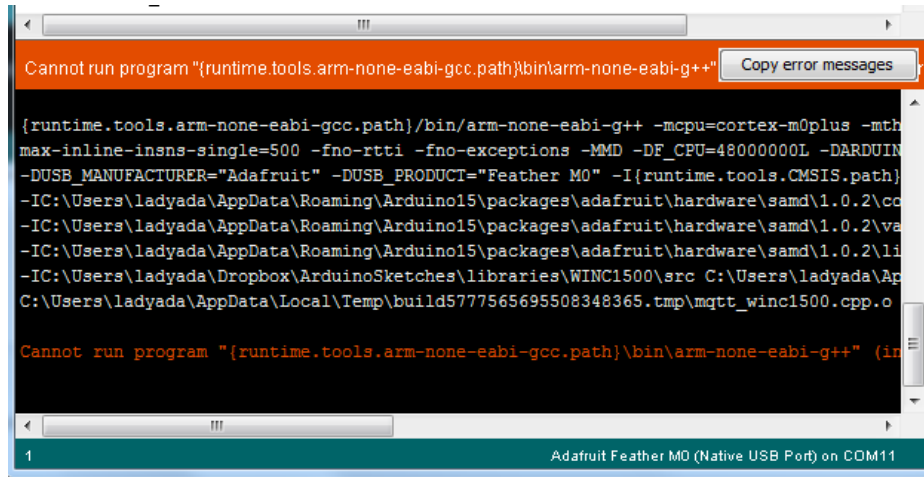 Cannot run program "{runtime.tools.arm-none-eabi-gcc.path}\bin\arm-none-eabi-g++"
Copy error messages
{runtime.tools.arm-none-eabi-gcc.path}/bin/arm-none-eabi-g++ -mcpu=cortex-m0plus -mth
max-inline-insns-single=500 -fno-rtti -fno-exceptions -MMD -DF_CPU=48000000L -DARDUIN
-DUSB_MANUFACTURER="Adafruit" -DUSB_PRODUCT="Feather M0" -I{runtime.tools.CMSIS.path}
-IC:\Users\ladyada\AppData\Roaming\Arduino15\packages\adafruit\hardware\samd\1.0.2\co
-IC:\Users\ladyada\AppData\Roaming\Arduino15\packages\adafruit\hardware\samd\1.0.2\va
-IC:\Users\ladyada\AppData\Roaming\Arduino15\packages\adafruit\hardware\samd\1.0.2\li
-IC:\Users\ladyada\Dropbox\ArduinoSketches\libraries\WINC1500\src C:\Users\ladyada\Ap
C:\Users\ladyada\AppData\Local\Temp\build5777565695508348365.tmp\mqtt_winc1500.cpp.o
Cannot run program "{runtime.tools.arm-none-eabi-gcc.path}\bin\arm-none-eabi-g++" (in
1
Adafruit Feather M0 (Native USB Port) on COM11